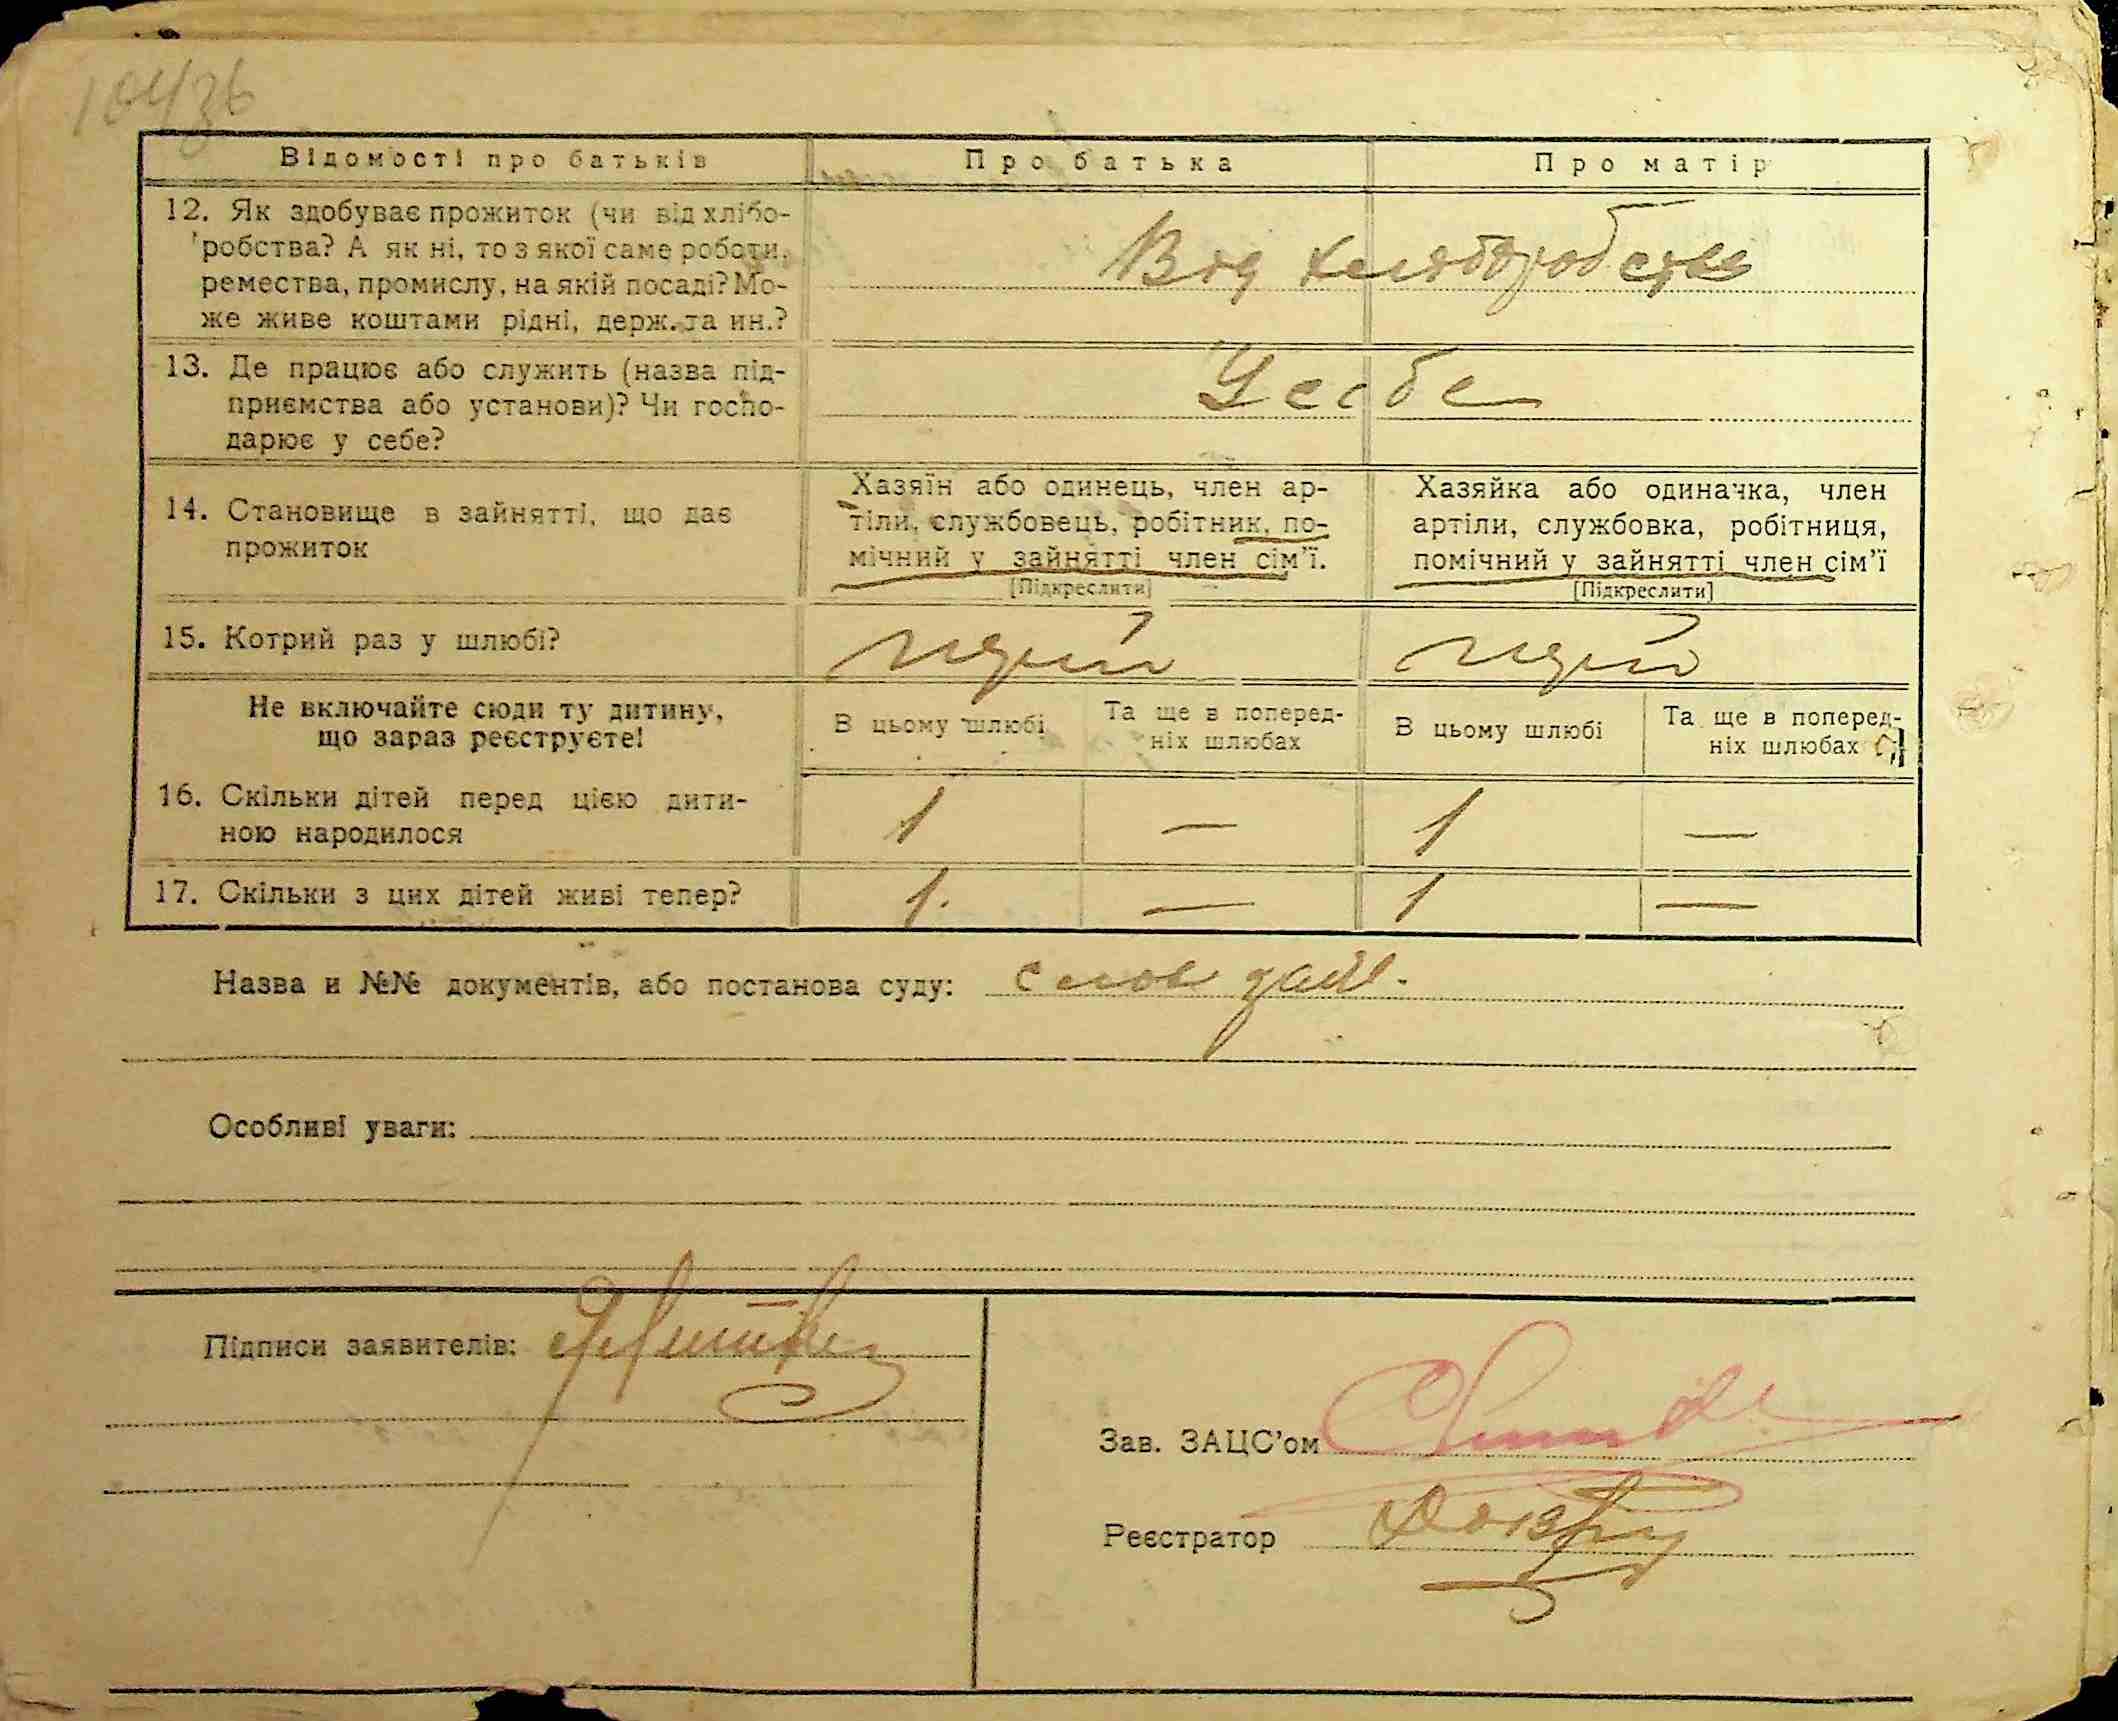 Відомості про батьків Про батька Про матір
12. Як здобуває прожиток (чи від хлібо-
робства? А як ні, то з якої саме роботи,
ремества, промислу, на якій посаді? Мо-
же живе коштами рідні, держ. та ин.?
Від хліборобства
13. Де працює або служить (назва під-
приємства або установи)? Чи госпо-
дарює у себе?
У себе
14. Становище в зайнятті, що дає
прожиток
Хазяїн або одинець, член ар-
тіли, службовець, робітник, по-
мічний у зайнятті член сім’ї.
[Підкреслити]
Хазяйка або одиначка, член
артіли, службовка, робітниця,
помічний у зайнятті член сім’ї
[Підкреслити]
15. Котрий раз у шлюбі?
Не включайте сюди ту дитину,
що зараз реєструєте!
В цьому шлюбі
Та ще в поперед-
ніх шлюбах
В цьому шлюбі
Та ще в поперед-
ніх шлюбах
16. Скільки дітей перед цією дити-
ною народилося
1 — 1 —
17. Скільки з цих дітей живі тепер?
1. — 1 —
Назва и №№ документів, або постанова суду:
Особливі уваги:
Підписи заявителів:
Зав. ЗАЦС’ом
Реєстратор